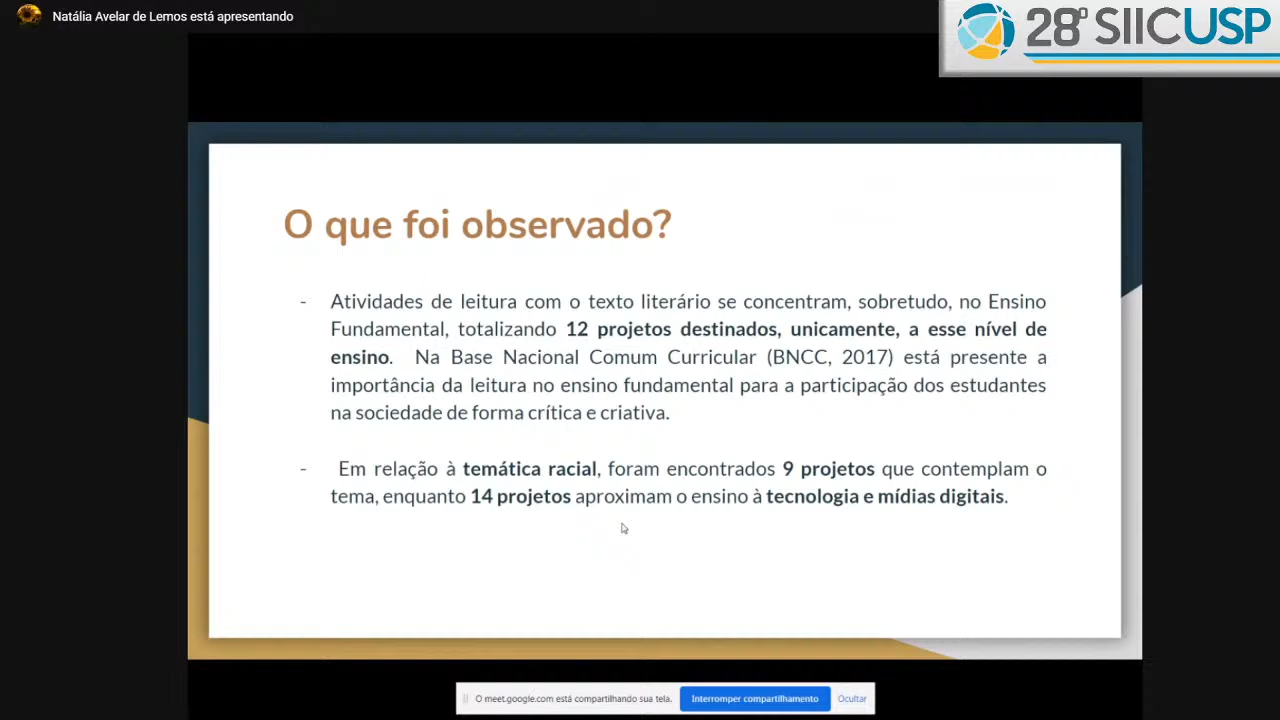 Natália Avelar de Lemos está apresentando
28º SIICUSP
O que foi observado?
- Atividades de leitura com o texto literário se concentram, sobretudo, no Ensino
Fundamental, totalizando 12 projetos destinados, unicamente, a esse nível de
ensino. Na Base Nacional Comum Curricular (BNCC, 2017) está presente a
importância da leitura no ensino fundamental para a participação dos estudantes
na sociedade de forma crítica e criativa.
- Em relação à temática racial, foram encontrados 9 projetos que contemplam o
tema, enquanto 14 projetos aproximam o ensino à tecnologia e mídias digitais.
O meet.google.com está compartilhando sua tela. Interromper compartilhamento Ocultar